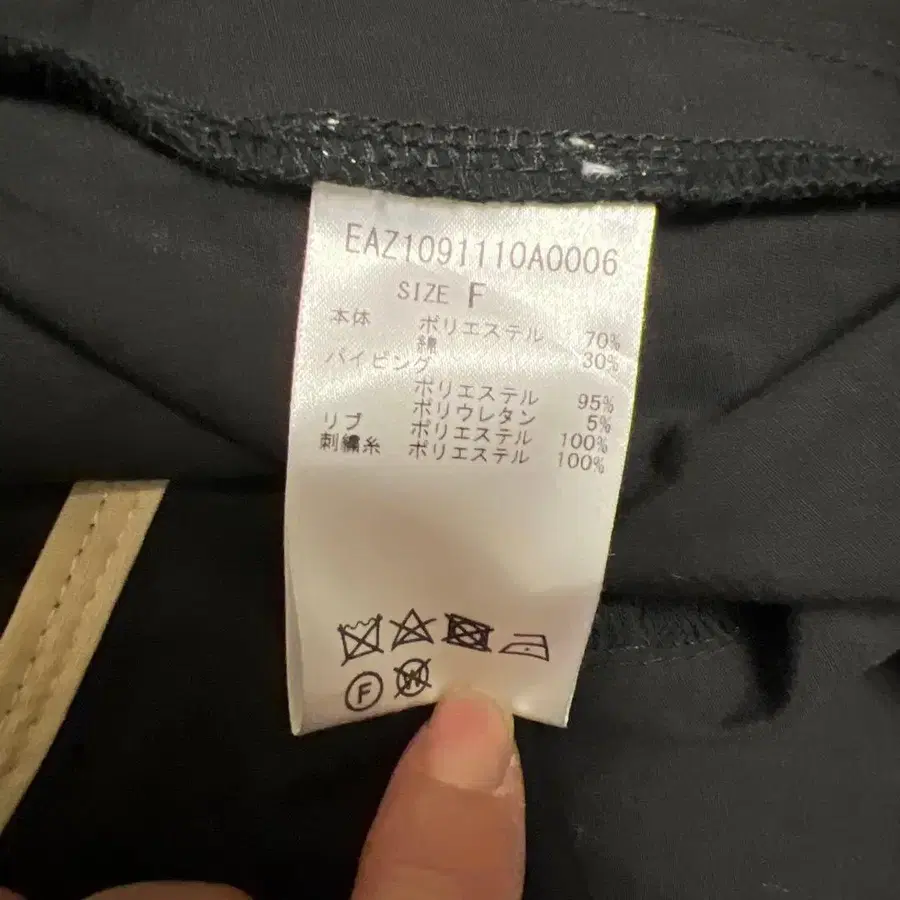 EAZ1091110A0006
SIZE F
本体 ポリエステル 70%
綿 30%
パイピング
ポリエステル 95%
ポリウレタン 5%
リブ ポリエステル 100%
刺繍糸 ポリエステル 100%
F W